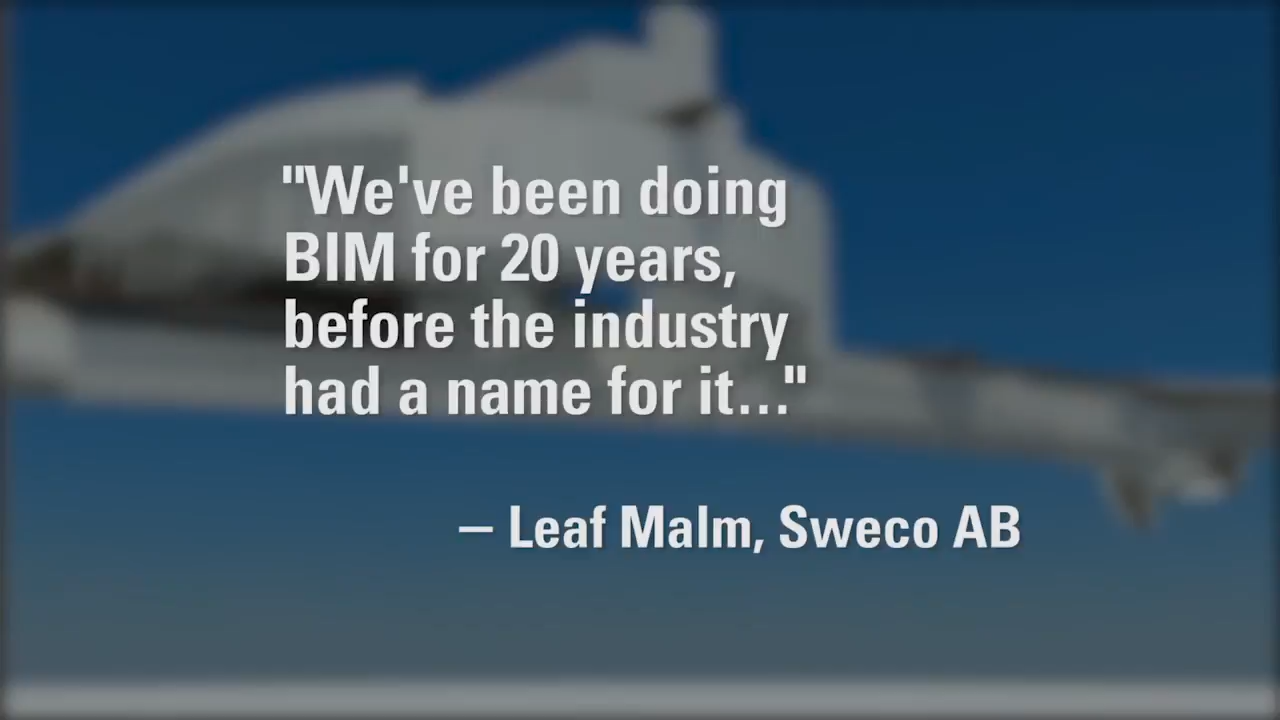 "We've been doing
BIM for 20 years,
before the industry
had a name for it..."
– Leaf Malm, Sweco AB